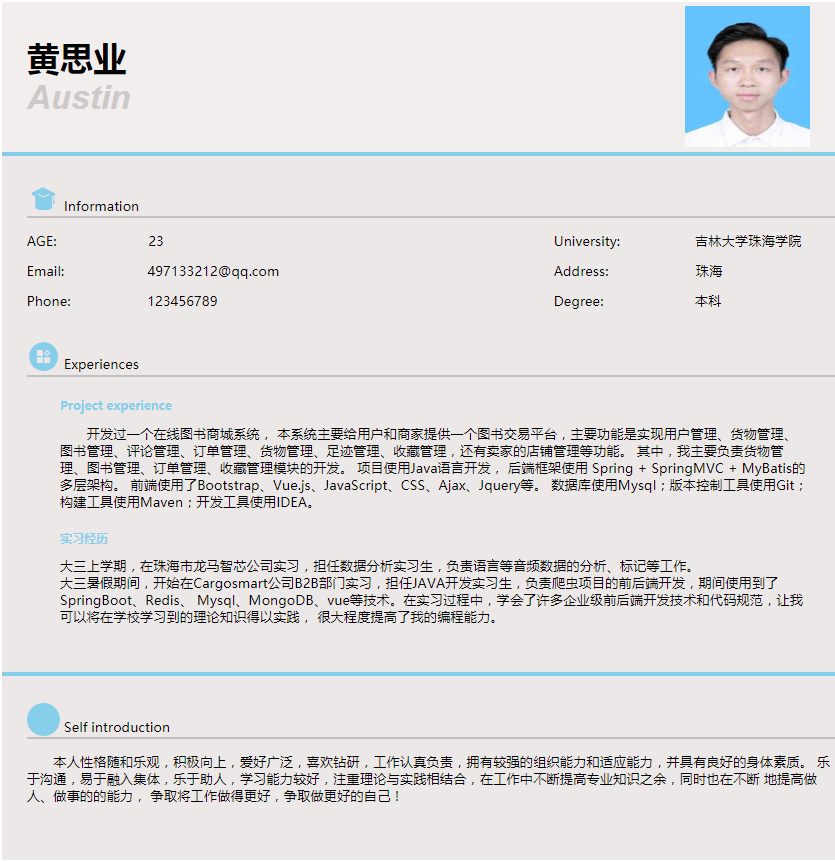 黄思业
Austin
Information
AGE: 23 University: 吉林大学珠海学院
Email: 497133212@qq.com Address: 珠海
Phone: 123456789 Degree: 本科
Experiences
Project experience
开发过一个在线图书商城系统， 本系统主要给用户和商家提供一个图书交易平台，主要功能是实现用户管理、货物管理、
图书管理、评论管理、订单管理、货物管理、足迹管理、收藏管理，还有卖家的店铺管理等功能。 其中，我主要负责货物管
理、图书管理、订单管理、收藏管理模块的开发。 项目使用Java语言开发， 后端框架使用 Spring + SpringMVC + MyBatis的
多层架构。 前端使用了Bootstrap、Vue.js、JavaScript、CSS、Ajax、Jquery等。 数据库使用Mysql；版本控制工具使用Git；
构建工具使用Maven；开发工具使用IDEA。
实习经历
大三上学期，在珠海市龙马智芯公司实习，担任数据分析实习生，负责语言等音频数据的分析、标记等工作。
大三暑假期间，开始在Cargosmart公司B2B部门实习，担任JAVA开发实习生，负责爬虫项目的前后端开发，期间使用到了
SpringBoot、Redis、 Mysql、MongoDB、vue等技术。在实习过程中，学会了许多企业级前后端开发技术和代码规范，让我
可以将在学校学习到的理论知识得以实践， 很大程度提高了我的编程能力。
Self introduction
本人性格随和乐观，积极向上，爱好广泛，喜欢钻研，工作认真负责，拥有较强的组织能力和适应能力，并具有良好的身体素质。 乐
于沟通，易于融入集体，乐于助人，学习能力较好，注重理论与实践相结合，在工作中不断提高专业知识之余，同时也在不断 地提高做
人、做事的的能力， 争取将工作做得更好，争取做更好的自己！